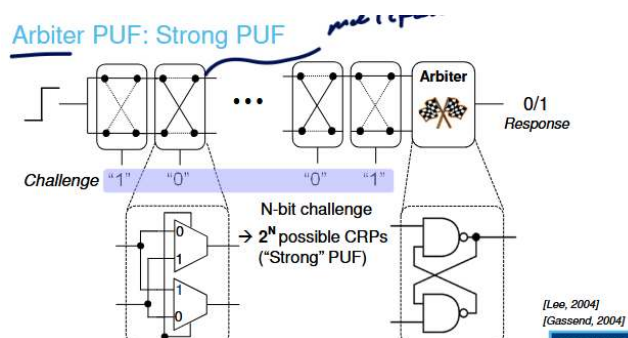 Arbiter PUF: Strong PUF
Arbiter
0/1
Response
Challenge "1" "0" "0" "1"
N-bit challenge
→ 2^N possible CRPs
("Strong" PUF)
0
1
1
0
[Lee, 2004]
[Gassend, 2004]